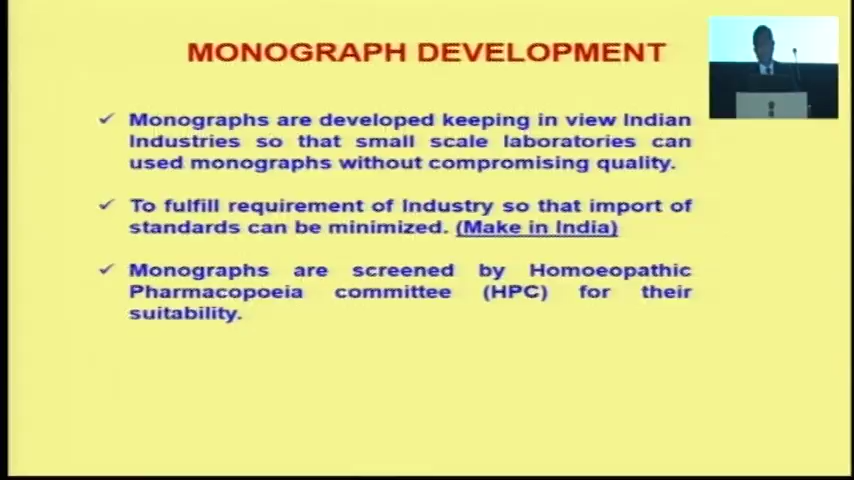 MONOGRAPH DEVELOPMENT
✓ Monographs are developed keeping in view Indian
Industries so that small scale laboratories can
used monographs without compromising quality.
✓ To fulfill requirement of Industry so that import of
standards can be minimized. (Make in India)
✓ Monographs are screened by Homoeopathic
Pharmacopoeia committee (HPC) for their
suitability.